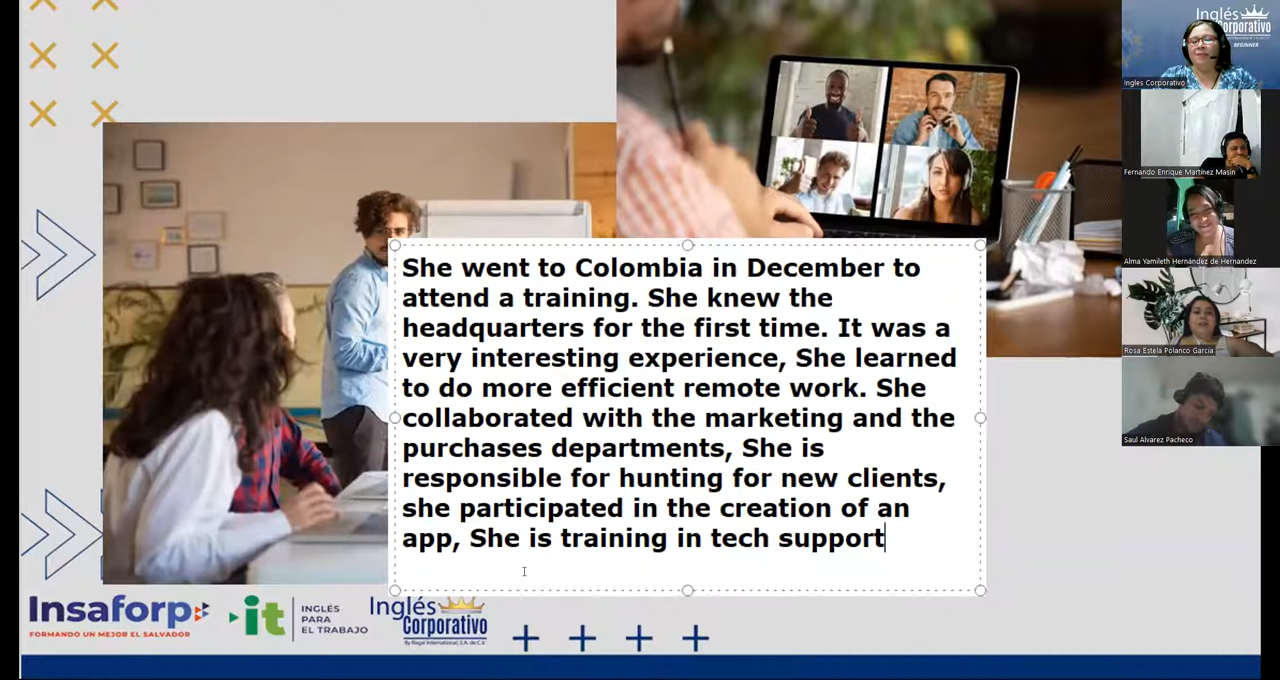 She went to Colombia in December to
attend a training. She knew the
headquarters for the first time. It was a
very interesting experience, She learned
to do more efficient remote work. She
collaborated with the marketing and the
purchases departments, She is
responsible for hunting for new clients,
she participated in the creation of an
app, She is training in tech support
Insaforp
FORMANDO UN MEJOR EL SALVADOR
it
INGLÉS
PARA
EL TRABAJO
Inglés
Corporativo
By Regal International, S.A. de C.V.
Inglés
Corporativo
BEGINNER
Ingles Corporativo
Fernando Enrique Martinez Masin
Alma Yamileth Hernández de Hernandez
Rosa Estela Polanco García
Saul Alvarez Pacheco